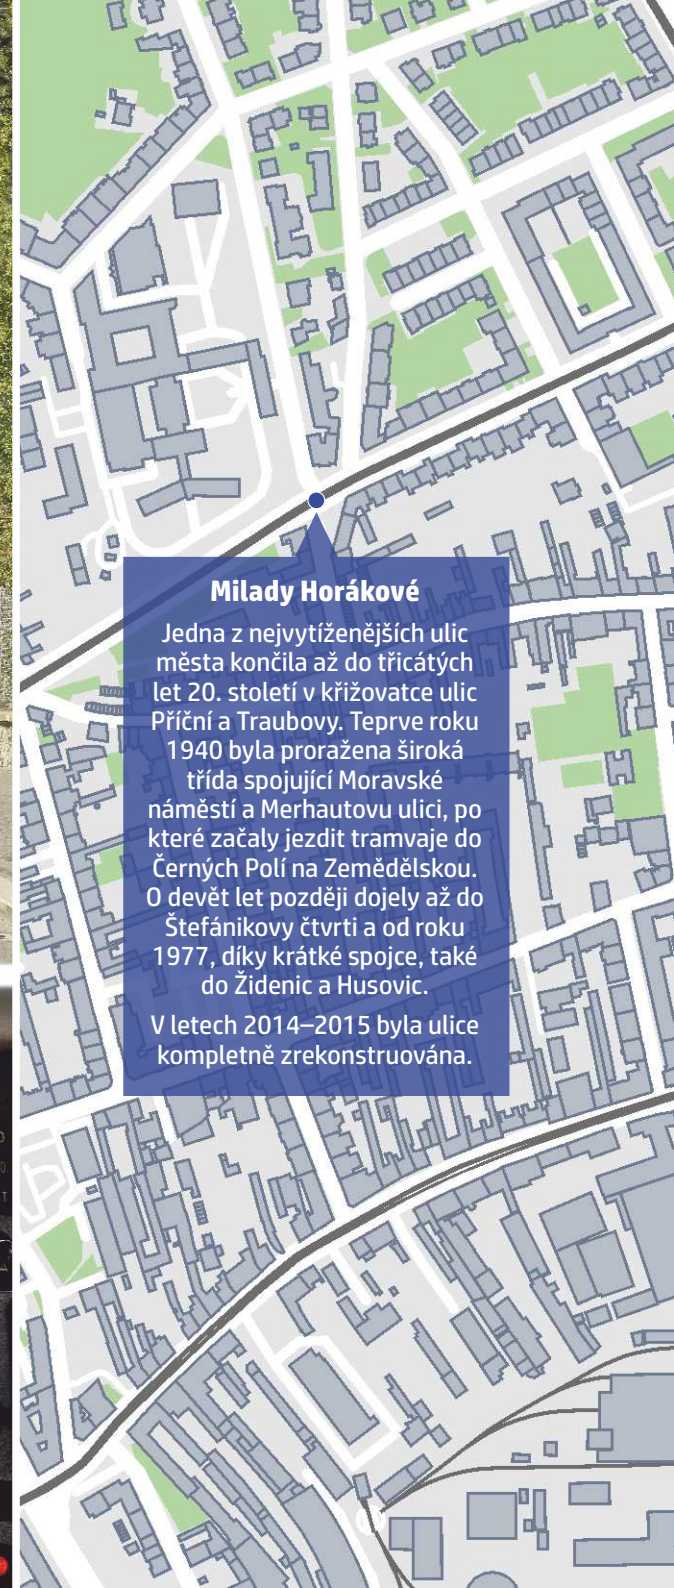 Milady Horákové
Jedna z nejvytíženějších ulic
města končila až do třicátých
let 20. století v křižovatce ulic
Příční a Traubovy. Teprve roku
1940 byla proražena široká
třída spojující Moravské
náměstí a Merhautovu ulici, po
které začaly jezdit tramvaje do
Černých Polí na Zemědělskou.
O devět let později dojely až do
Štefánikovy čtvrti a od roku
1977, díky krátké spojce, také
do Židenic a Husovic.
V letech 2014–2015 byla ulice
kompletně zrekonstruována.